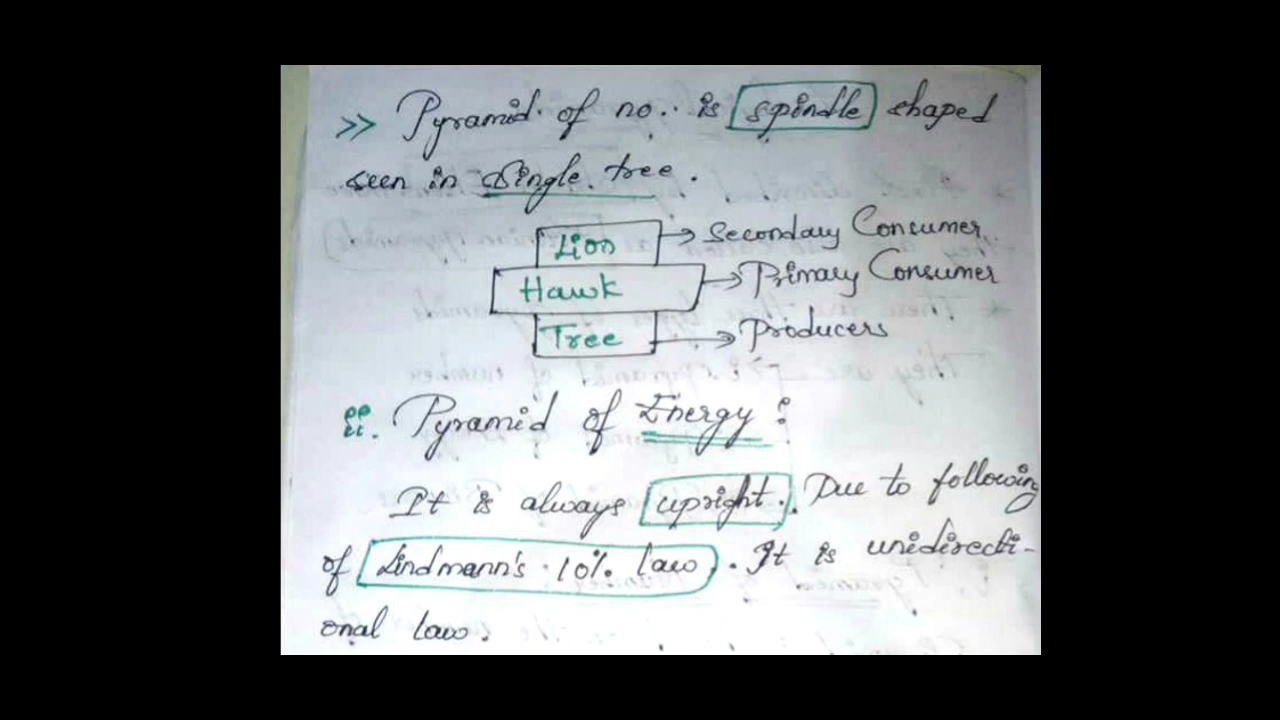 >> Pyramid of no. is spindle shaped
seen in single tree.
Lion → Secondary Consumer
Hawk → Primary Consumer
Tree → Producers
ii. Pyramid of Energy :
It is always upright. Due to following
of Lindmann's 10% law. It is unidirecti-
onal law.